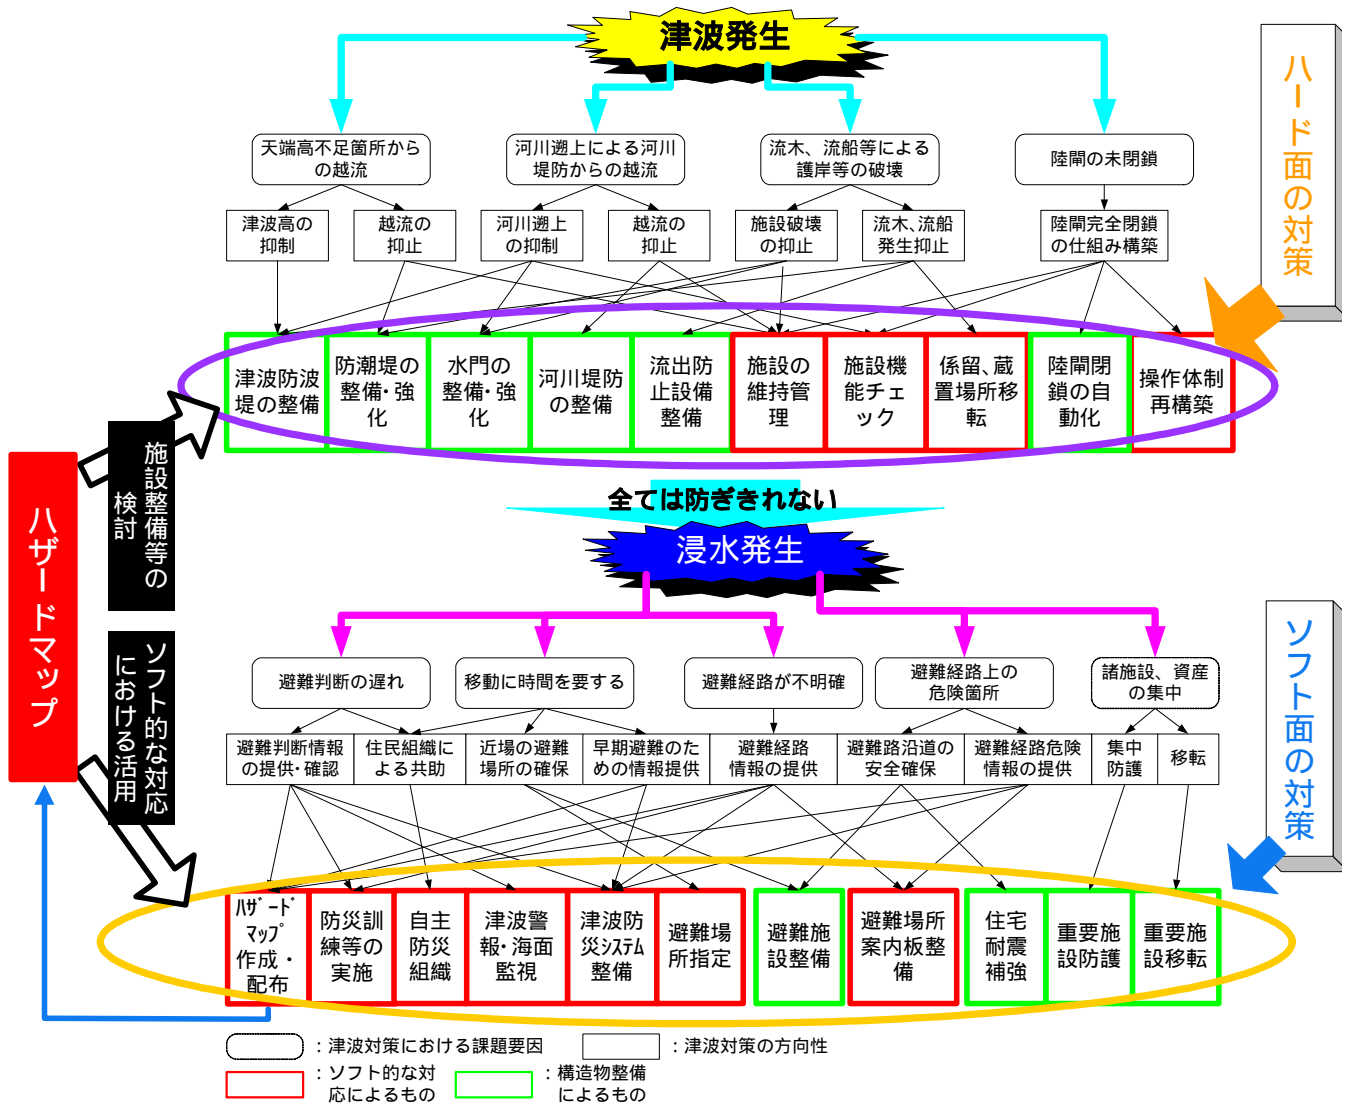 津波発生
ハード面の対策
天端高不足箇所から
の越流
河川遡上による河川
堤防からの越流
流木、流船等による
護岸等の破壊
陸閘の未閉鎖
津波高の
抑制
越流の
抑止
河川遡上
の抑制
越流の
抑止
施設破壊
の抑止
流木、流船
発生抑止
陸閘完全閉鎖
の仕組み構築
津波防波
堤の整備
防潮堤の
整備・強
化
水門の
整備・強
化
河川堤防
の整備
流出防
止設備
整備
施設の
維持管
理
施設機
能チェ
ック
係留、蔵
置場所移
転
陸閘閉
鎖の自
動化
操作体制
再構築
ハザードマップ
施設整備等の
検討
ソフト的な対応
における活用
全ては防ぎきれない
浸水発生
ソフト面の対策
避難判断の遅れ
移動に時間を要する
避難経路が不明確
避難経路上の
危険箇所
諸施設、資産
の集中
避難判断情報
の提供・確認
住民組織に
よる共助
近場の避難
場所の確保
早期避難のた
めの情報提供
避難経路
情報の提供
避難路沿道の
安全確保
避難経路危険
情報の提供
集中
防護
移転
ﾊｻﾞｰﾄﾞ
ﾏｯﾌﾟ
作成・
配布
防災訓
練等の
実施
自主
防災
組織
津波警
報・海面
監視
津波防
災ｼｽﾃﾑ
整備
避難場
所指定
避難施
設整備
避難場所
案内板整
備
住宅
耐震
補強
重要施
設防護
重要施
設移転
：津波対策における課題要因
：津波対策の方向性
：ソフト的な対
応によるもの
：構造物整備
によるもの